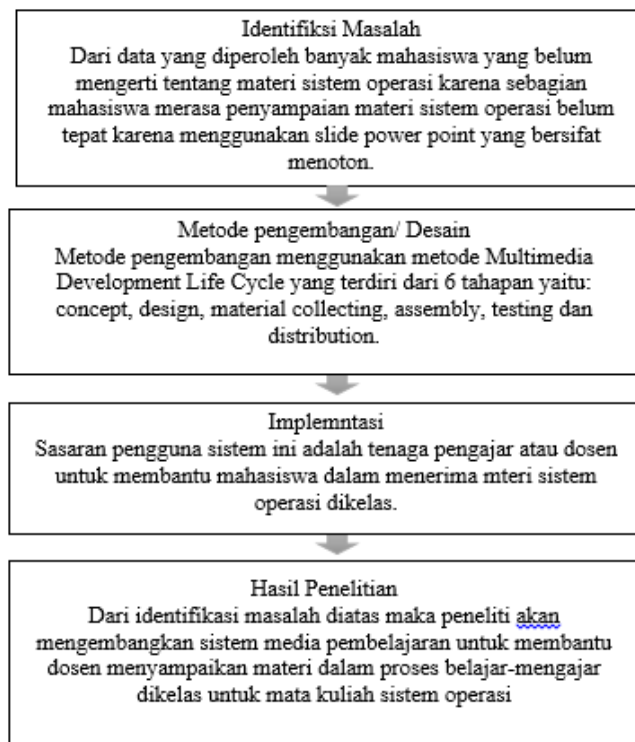 Identifiksi Masalah
Dari data yang diperoleh banyak mahasiswa yang belum
mengerti tentang materi sistem operasi karena sebagian
mahasiswa merasa penyampaian materi sistem operasi belum
tepat karena menggunakan slide power point yang bersifat
menoton.
Metode pengembangan/ Desain
Metode pengembangan menggunakan metode Multimedia
Development Life Cycle yang terdiri dari 6 tahapan yaitu:
concept, design, material collecting, assembly, testing dan
distribution.
Implemntasi
Sasaran pengguna sistem ini adalah tenaga pengajar atau dosen
untuk membantu mahasiswa dalam menerima mteri sistem
operasi dikelas.
Hasil Penelitian
Dari identifikasi masalah diatas maka peneliti akan
mengembangkan sistem media pembelajaran untuk membantu
dosen menyampaikan materi dalam proses belajar-mengajar
dikelas untuk mata kuliah sistem operasi